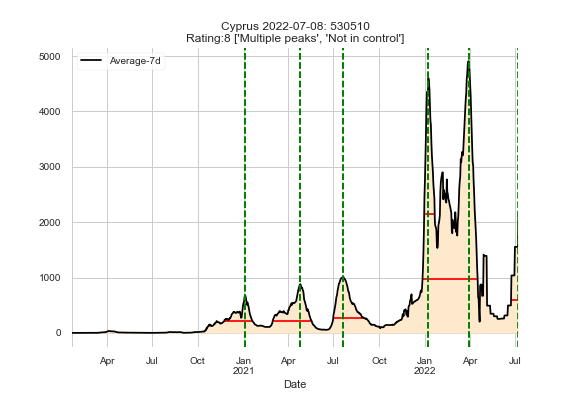 Cyprus 2022-07-08: 530510
Rating:8 ['Multiple peaks', 'Not in control']
Average-7d
5000
4000
3000
2000
1000
0
Apr Jul Oct Jan Apr Jul Oct Jan Apr Jul
2021 2022
Date